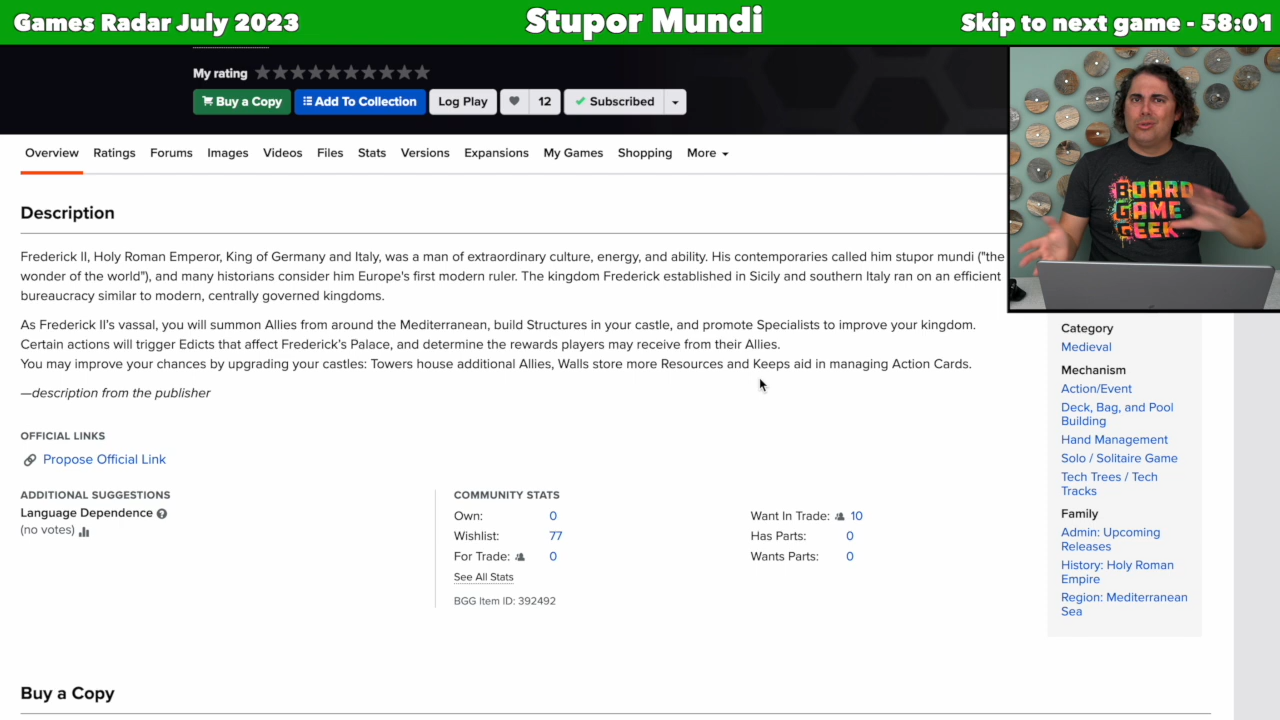 Games Radar July 2023
Stupor Mundi
Skip to next game - 58:01
My rating
Buy a Copy
Add To Collection
Log Play
12
Subscribed
Overview
Ratings
Forums
Images
Videos
Files
Stats
Versions
Expansions
My Games
Shopping
More
BOARD
GAME
GEEK
Description
Frederick II, Holy Roman Emperor, King of Germany and Italy, was a man of extraordinary culture, energy, and ability. His contemporaries called him stupor mundi ("the
wonder of the world"), and many historians consider him Europe's first modern ruler. The kingdom Frederick established in Sicily and southern Italy ran on an efficient
bureaucracy similar to modern, centrally governed kingdoms.
As Frederick II's vassal, you will summon Allies from around the Mediterranean, build Structures in your castle, and promote Specialists to improve your kingdom.
Certain actions will trigger Edicts that affect Frederick's Palace, and determine the rewards players may receive from their Allies.
You may improve your chances by upgrading your castles: Towers house additional Allies, Walls store more Resources and Keeps aid in managing Action Cards.
—description from the publisher
OFFICIAL LINKS
Propose Official Link
ADDITIONAL SUGGESTIONS
Language Dependence
(no votes)
COMMUNITY STATS
Own: 0
Wishlist: 77
For Trade: 0
See All Stats
BGG Item ID: 392492
Want In Trade: 10
Has Parts: 0
Wants Parts: 0
Category
Medieval
Mechanism
Action/Event
Deck, Bag, and Pool
Building
Hand Management
Solo / Solitaire Game
Tech Trees / Tech
Tracks
Family
Admin: Upcoming
Releases
History: Holy Roman
Empire
Region: Mediterranean
Sea
Buy a Copy